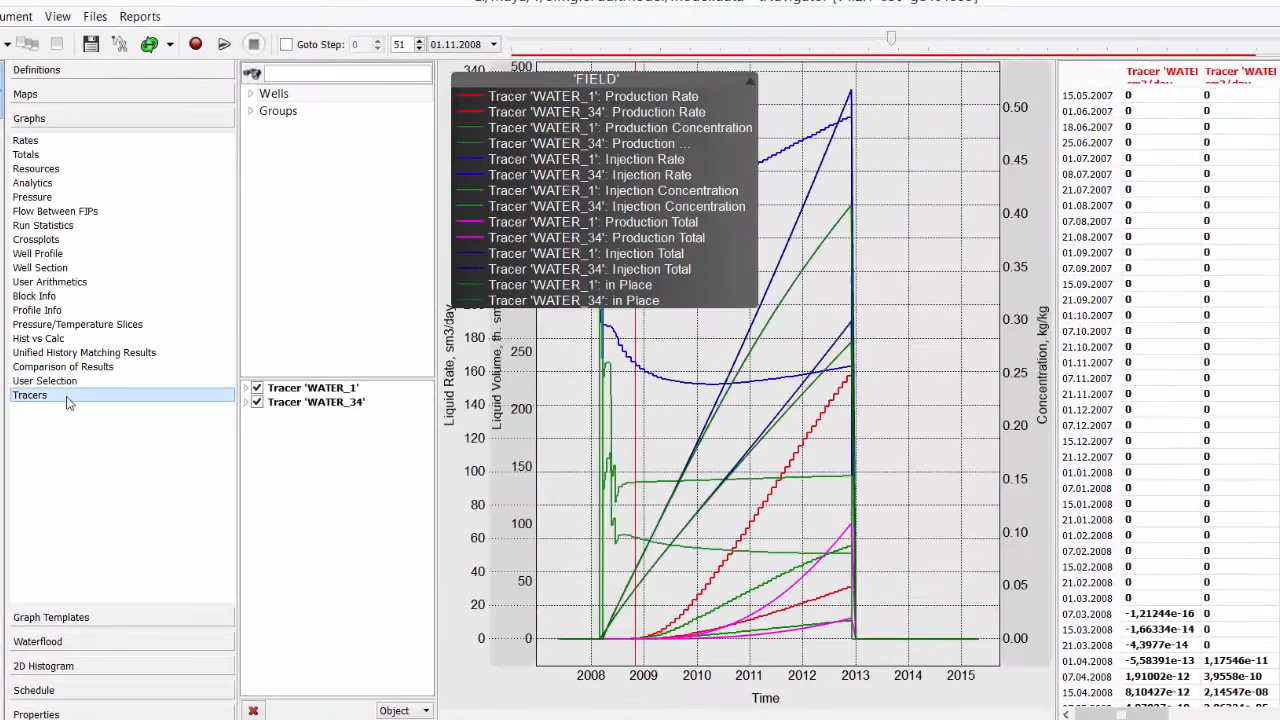 ument View Files Reports
Goto Step: 0 51 01.11.2008
Definitions
Maps
Graphs
Rates
Totals
Resources
Analytics
Pressure
Flow Between FIPs
Run Statistics
Crossplots
Well Profile
Well Section
User Arithmetics
Block Info
Profile Info
Pressure/Temperature Slices
Hist vs Calc
Unified History Matching Results
Comparison of Results
User Selection
Tracers
Graph Templates
Waterflood
2D Histogram
Schedule
Properties
Wells
Groups
Tracer 'WATER_1'
Tracer 'WATER_34'
Object
'FIELD'
Tracer 'WATER_1': Production Rate
Tracer 'WATER_34': Production Rate
Tracer 'WATER_1': Production Concentration
Tracer 'WATER_34': Production ...
Tracer 'WATER_1': Injection Rate
Tracer 'WATER_34': Injection Rate
Tracer 'WATER_1': Injection Concentration
Tracer 'WATER_34': Injection Concentration
Tracer 'WATER_1': Production Total
Tracer 'WATER_34': Production Total
Tracer 'WATER_1': Injection Total
Tracer 'WATER_34': Injection Total
Tracer 'WATER_1': in Place
Tracer 'WATER_34': in Place
Liquid Rate, sm3/day
340
180
160
140
120
100
80
60
40
20
0
Liquid Volume, th. sm
500
250
200
150
100
50
0
2008 2009 2010 2011 2012 2013 2014 2015
Time
0.50
0.45
0.40
0.35
0.30
0.25
0.20
0.15
0.10
0.05
0.00
Concentration, kg/kg
Tracer 'WATEI Tracer 'WATEI
sm3/day sm3/day
15.05.2007 0 0
01.06.2007 0 0
18.06.2007 0 0
25.06.2007 0 0
01.07.2007 0 0
08.07.2007 0 0
21.07.2007 0 0
01.08.2007 0 0
07.08.2007 0 0
21.08.2007 0 0
01.09.2007 0 0
07.09.2007 0 0
15.09.2007 0 0
21.09.2007 0 0
01.10.2007 0 0
07.10.2007 0 0
15.10.2007 0 0
01.11.2007 0 0
07.11.2007 0 0
21.11.2007 0 0
01.12.2007 0 0
07.12.2007 0 0
15.12.2007 0 0
21.12.2007 0 0
01.01.2008 0 0
07.01.2008 0 0
15.01.2008 0 0
21.01.2008 0 0
01.02.2008 0 0
07.02.2008 0 0
15.02.2008 0 0
21.02.2008 0 0
01.03.2008 0 0
07.03.2008 -1,21244e-16 0
15.03.2008 -1,66334e-14 0
21.03.2008 -4,3977e-14 0
01.04.2008 -5,58391e-13 1,17546e-11
07.04.2008 1,91002e-12 3,9558e-10
15.04.2008 8,10427e-12 2,14547e-08